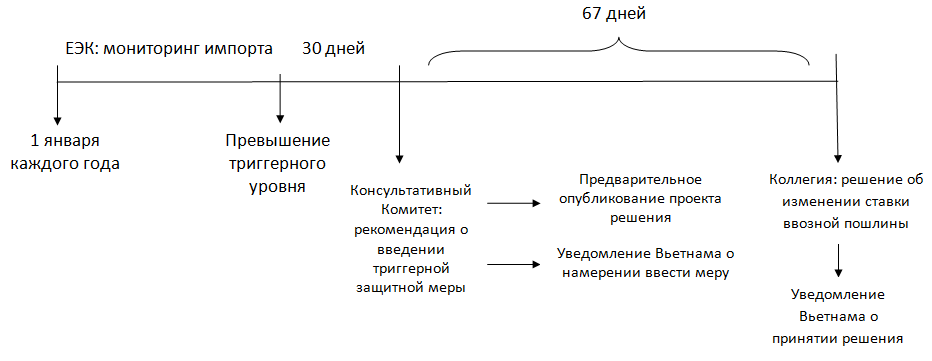 67 дней
ЕЭК: мониторинг импорта
30 дней
1 января
каждого года
Превышение
триггерного
уровня
Консультативный
Комитет:
рекомендация о
введении
триггерной
защитной меры
Предварительное
опубликование проекта
решения
Уведомление Вьетнама о
намерении ввести меру
Коллегия: решение об
изменении ставки
ввозной пошлины
Уведомление
Вьетнама о
принятии решения